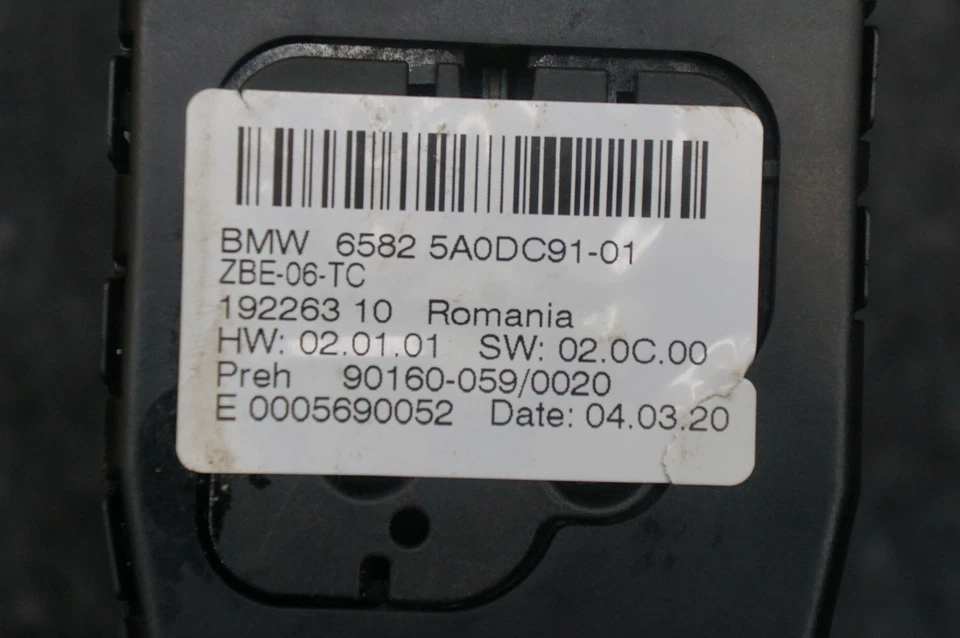 BMW 6582 5A0DC91-01
ZBE-06-TC
192263 10 Romania
HW: 02.01.01 SW: 02.0C.00
Preh 90160-059/0020
E 0005690052 Date: 04.03.20